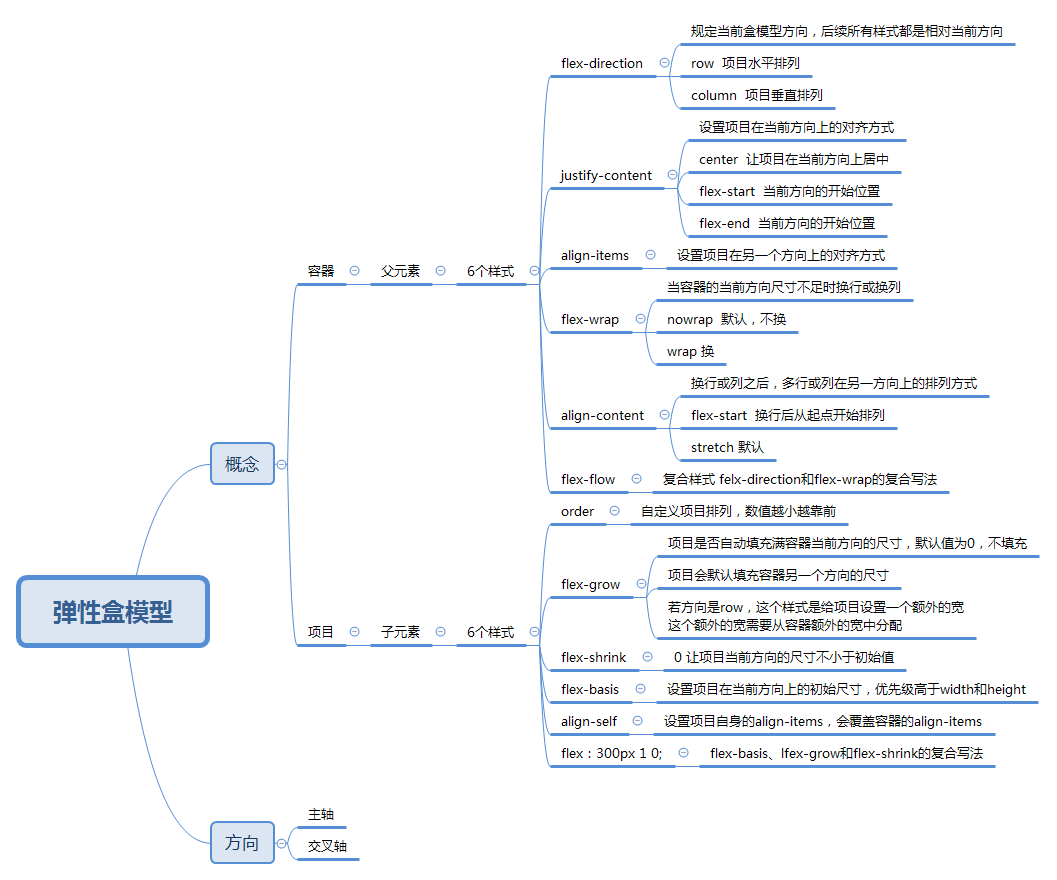 弹性盒模型
概念
容器
父元素
6个样式
flex-direction
规定当前盒模型方向，后续所有样式都是相对当前方向
row 项目水平排列
column 项目垂直排列
justify-content
设置项目在当前方向上的对齐方式
center 让项目在当前方向上居中
flex-start 当前方向的开始位置
flex-end 当前方向的开始位置
align-items
设置项目在另一个方向上的对齐方式
flex-wrap
当容器的当前方向尺寸不足时换行或换列
nowrap 默认，不换
wrap 换
align-content
换行或列之后，多行或列在另一方向上的排列方式
flex-start 换行后从起点开始排列
stretch 默认
flex-flow
复合样式 felx-direction和flex-wrap的复合写法
项目
子元素
6个样式
order
自定义项目排列，数值越小越靠前
flex-grow
项目是否自动填充满容器当前方向的尺寸，默认值为0，不填充
项目会默认填充容器另一个方向的尺寸
若方向是row，这个样式是给项目设置一个额外的宽
这个额外的宽需要从容器额外的宽中分配
flex-shrink
0 让项目当前方向的尺寸不小于初始值
flex-basis
设置项目在当前方向上的初始尺寸，优先级高于width和height
align-self
设置项目自身的align-items，会覆盖容器的align-items
flex：300px 1 0;
flex-basis、lfex-grow和flex-shrink的复合写法
方向
主轴
交叉轴